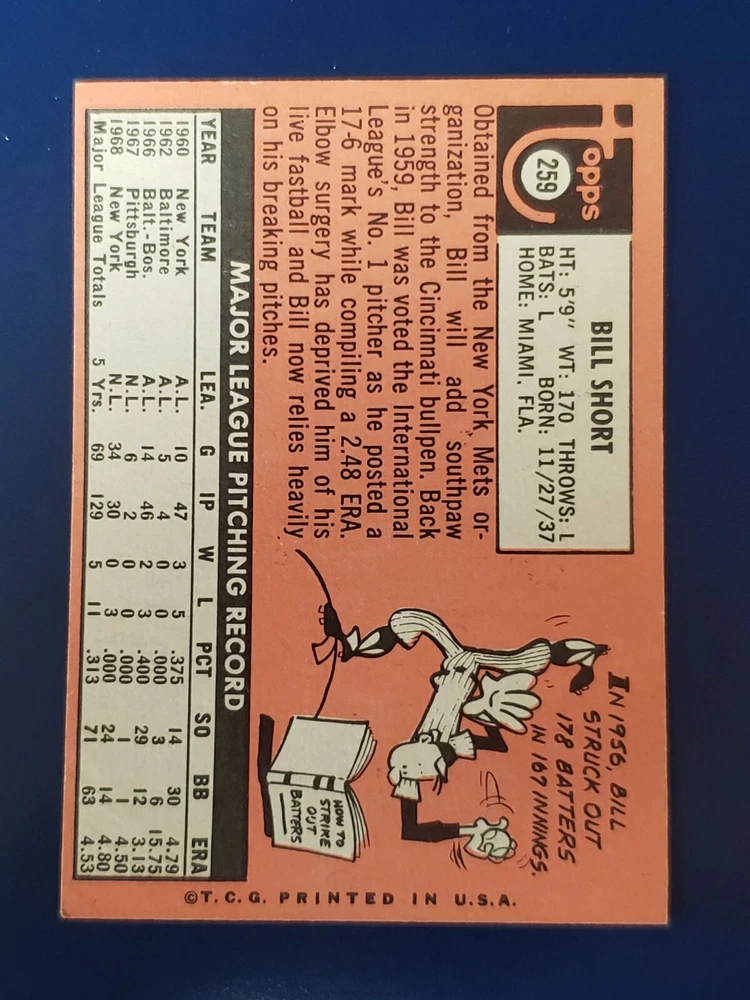 Topps
259
BILL SHORT
HT: 5'9" WT: 170 THROWS: L
BATS: L BORN: 11/27/37
HOME: MIAMI, FLA.
Obtained from the New York Mets or-
ganization, Bill will add southpaw
strength to the Cincinnati bullpen. Back
in 1959, Bill was voted the International
League's No. 1 pitcher as he posted a
17-6 mark while compiling a 2.48 ERA.
Elbow surgery has deprived him of his
live fastball and Bill now relies heavily
on his breaking pitches.
IN 1956, BILL
STRUCK OUT
178 BATTERS
IN 167 INNINGS.
HOW TO
STRIKE
OUT
BATTERS
MAJOR LEAGUE PITCHING RECORD
YEAR TEAM LEA. G IP W L PCT SO BB ERA
1960 New York A.L. 10 47 3 5 .375 14 30 4.79
1962 Baltimore A.L. 5 4 0 0 .000 3 6 15.75
1966 Balt.-Bos. A.L. 14 46 2 3 .400 29 12 3.13
1967 Pittsburgh N.L. 6 2 0 0 .000 1 1 4.50
1968 New York N.L. 34 30 0 3 .000 24 14 4.80
Major League Totals 5 Yrs. 69 129 5 11 .313 71 63 4.53
©T.C.G. PRINTED IN U.S.A.